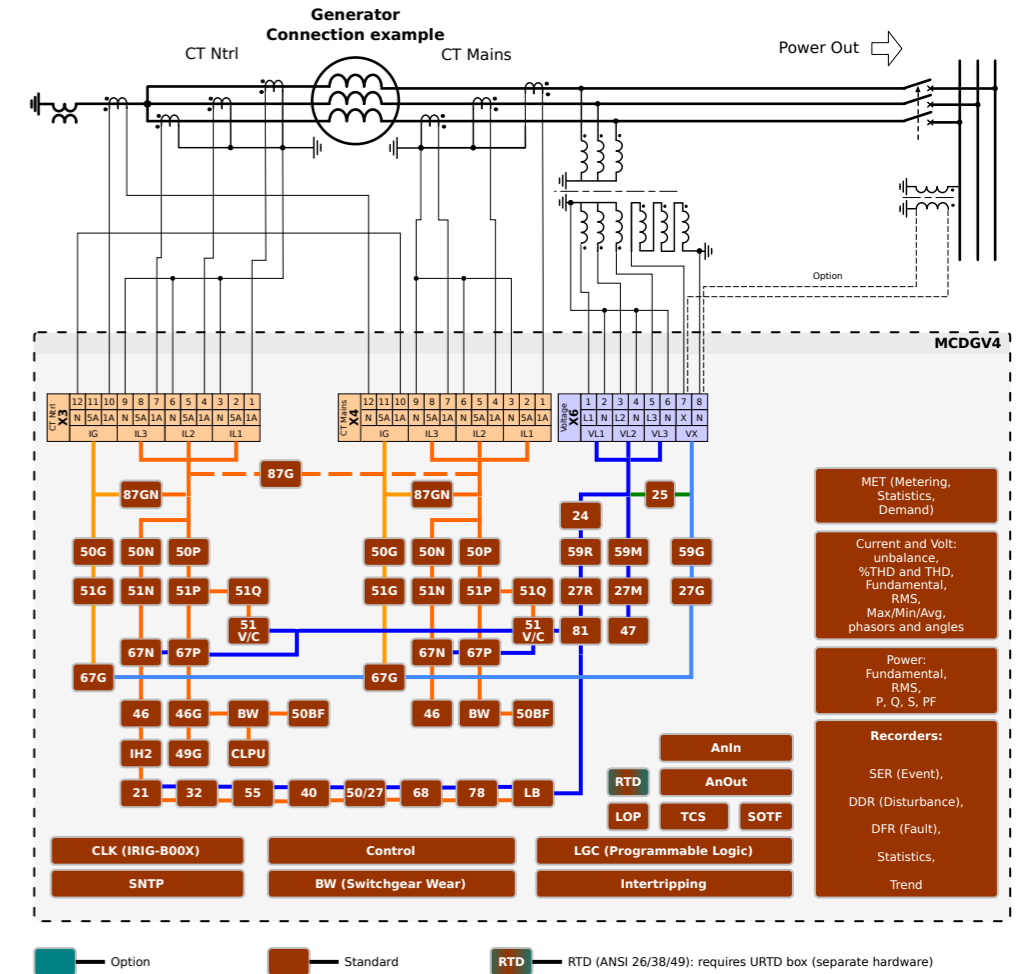 Generator
Connection example
CT Ntrl
CT Mains
Power Out
Option
MCDGV4
CT Ntrl
X3
12 11 10 9 8 7 6 5 4 3 2 1
N 5A 1A N 5A 1A N 5A 1A N 5A 1A
IG IL3 IL2 IL1
CT Mains
X4
12 11 10 9 8 7 6 5 4 3 2 1
N 5A 1A N 5A 1A N 5A 1A N 5A 1A
IG IL3 IL2 IL1
Voltage
X6
1 2 3 4 5 6 7 8
L1 N L2 N L3 N X N
VL1 VL2 VL3 VX
87G
87GN
87GN
25
24
50G 50N 50P
50G 50N 50P
59R 59M 59G
51G 51N 51P 51Q
51G 51N 51P 51Q
27R 27M 27G
51
V/C
51
V/C
81 47
67N 67P
67N 67P
67G
67G
46 46G BW 50BF
46 BW 50BF
IH2 49G CLPU
21 32 55 40 50/27 68 78 LB
AnIn
RTD AnOut
LOP TCS SOTF
CLK (IRIG-B00X) Control LGC (Programmable Logic)
SNTP BW (Switchgear Wear) Intertripping
MET (Metering,
Statistics,
Demand)
Current and Volt:
unbalance,
%THD and THD,
Fundamental,
RMS,
Max/Min/Avg,
phasors and angles
Power:
Fundamental,
RMS,
P, Q, S, PF
Recorders:
SER (Event),
DDR (Disturbance),
DFR (Fault),
Statistics,
Trend
Option
Standard
RTD
RTD (ANSI 26/38/49): requires URTD box (separate hardware)